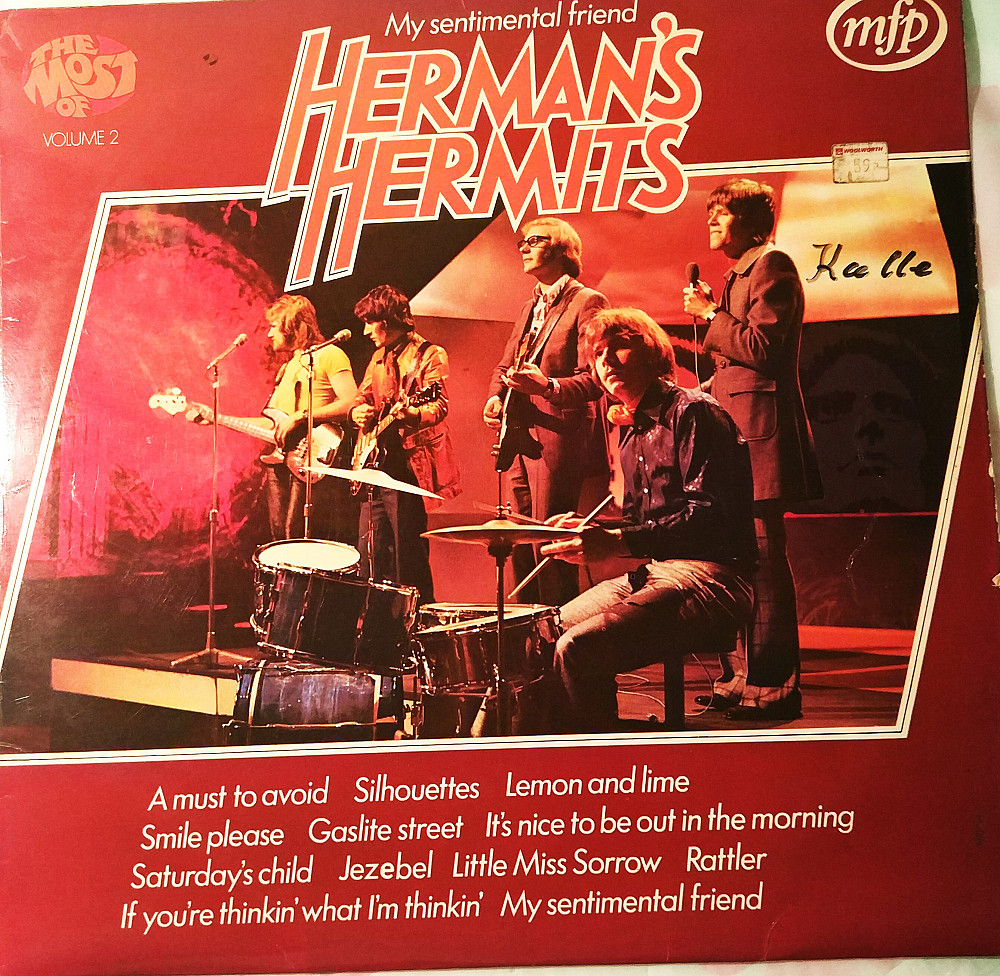 My sentimental friend
HERMAN'S
HERMITS
THE
MOST
OF
VOLUME 2
mfp
WOOLWORTH
59
Kalle
A must to avoid Silhouettes Lemon and lime
Smile please Gaslite street It's nice to be out in the morning
Saturday's child Jezebel Little Miss Sorrow Rattler
If you're thinkin' what I'm thinkin' My sentimental friend